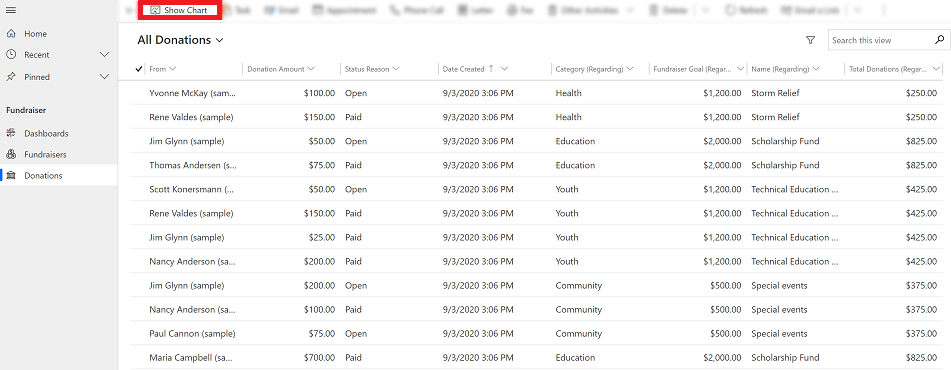 Show Chart
Task
Email
Appointment
Phone Call
Letter
Fax
Other Activities
Delete
Refresh
Email a Link
Home
Recent
Pinned
Fundraiser
Dashboards
Fundraisers
Donations
All Donations
Search this view
From Donation Amount Status Reason Date Created ↑ Category (Regarding) Fundraiser Goal (Regar... Name (Regarding) Total Donations (Regar...
Yvonne McKay (sam... $100.00 Open 9/3/2020 3:06 PM Health $1,200.00 Storm Relief $250.00
Rene Valdes (sample) $150.00 Paid 9/3/2020 3:06 PM Health $1,200.00 Storm Relief $250.00
Jim Glynn (sample) $50.00 Open 9/3/2020 3:06 PM Education $2,000.00 Scholarship Fund $825.00
Thomas Andersen (s... $75.00 Paid 9/3/2020 3:06 PM Education $2,000.00 Scholarship Fund $825.00
Scott Konersmann (... $50.00 Open 9/3/2020 3:06 PM Youth $1,200.00 Technical Education ... $425.00
Rene Valdes (sample) $150.00 Paid 9/3/2020 3:06 PM Youth $1,200.00 Technical Education ... $425.00
Jim Glynn (sample) $25.00 Paid 9/3/2020 3:06 PM Youth $1,200.00 Technical Education ... $425.00
Nancy Anderson (sa... $200.00 Paid 9/3/2020 3:06 PM Youth $1,200.00 Technical Education ... $425.00
Jim Glynn (sample) $200.00 Open 9/3/2020 3:06 PM Community $500.00 Special events $375.00
Nancy Anderson (sa... $100.00 Paid 9/3/2020 3:06 PM Community $500.00 Special events $375.00
Paul Cannon (sample) $75.00 Open 9/3/2020 3:06 PM Community $500.00 Special events $375.00
Maria Campbell (sa... $700.00 Paid 9/3/2020 3:06 PM Education $2,000.00 Scholarship Fund $825.00